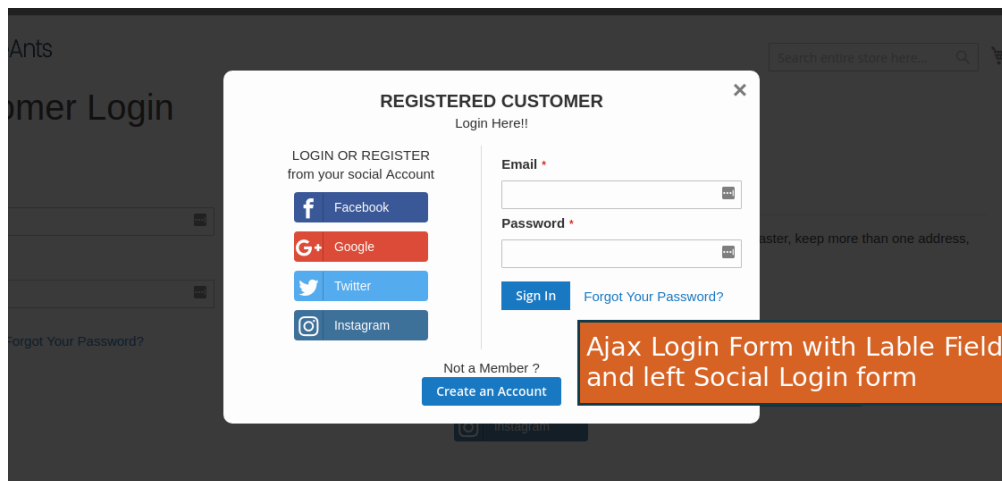 Ants
Search entire store here...
omer Login
REGISTERED CUSTOMER
Login Here!!
LOGIN OR REGISTER
from your social Account
Facebook
Google
Twitter
Instagram
Email *
Password *
Sign In
Forgot Your Password?
aster, keep more than one address,
Forgot Your Password?
Ajax Login Form with Lable Field
and left Social Login form
Not a Member ?
Create an Account
Instagram